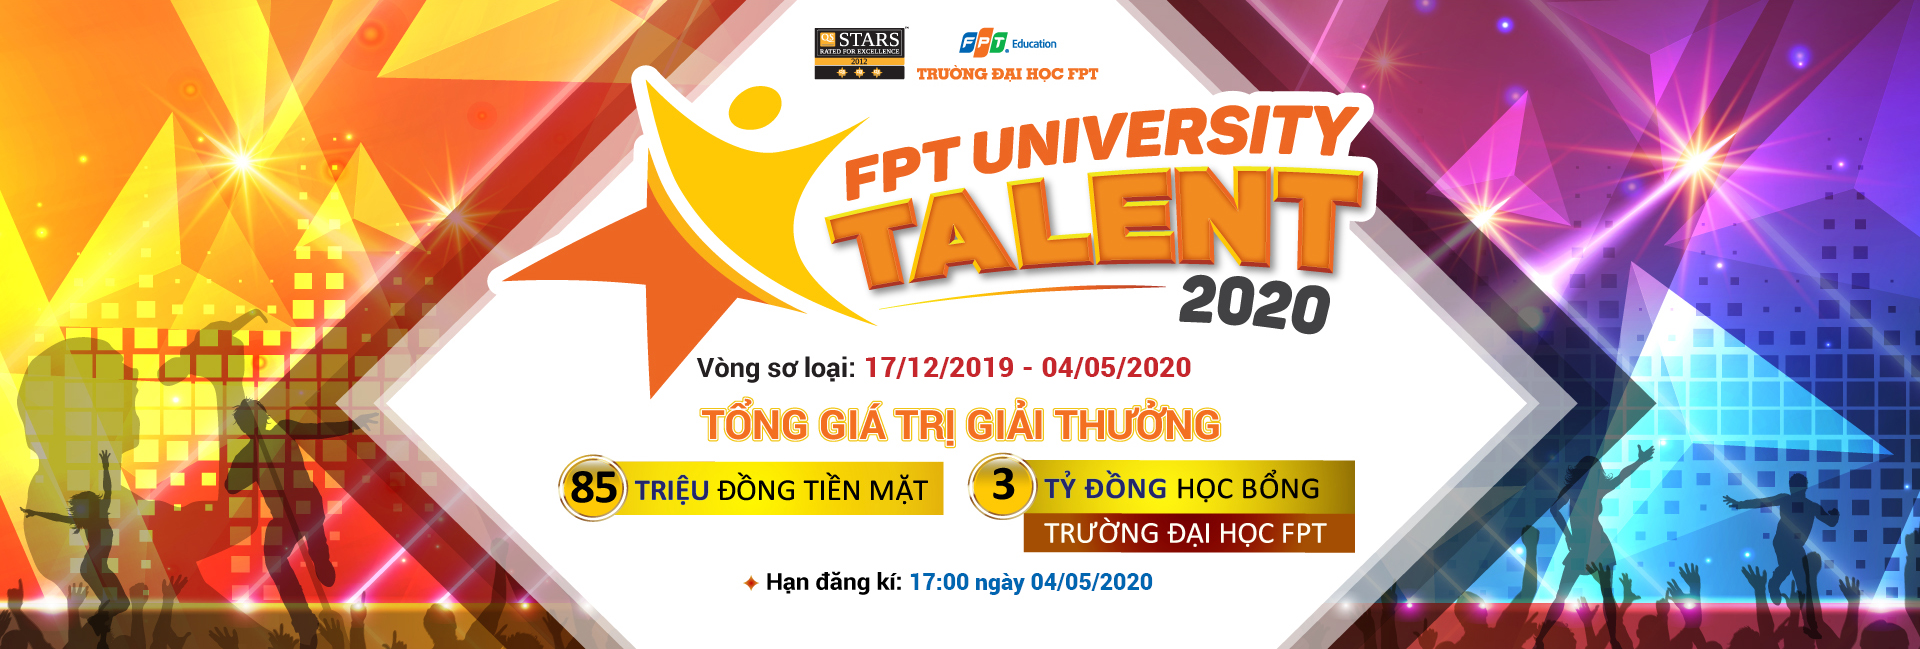 QS STARS
RATED FOR EXCELLENCE
2012
FPT Education
TRƯỜNG ĐẠI HỌC FPT
FPT UNIVERSITY
TALENT
2020
Vòng sơ loại: 17/12/2019 - 04/05/2020
TỔNG GIÁ TRỊ GIẢI THƯỞNG
85 TRIỆU ĐỒNG TIỀN MẶT
3 TỶ ĐỒNG HỌC BỔNG
TRƯỜNG ĐẠI HỌC FPT
Hạn đăng kí: 17:00 ngày 04/05/2020